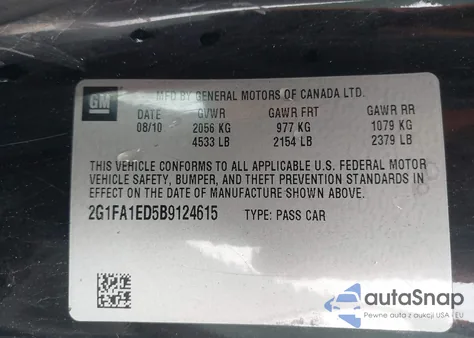 GM
MFD BY GENERAL MOTORS OF CANADA LTD.
DATE GVWR GAWR FRT GAWR RR
08/10 2056 KG 977 KG 1079 KG
4533 LB 2154 LB 2379 LB
THIS VEHICLE CONFORMS TO ALL APPLICABLE U.S. FEDERAL MOTOR
VEHICLE SAFETY, BUMPER, AND THEFT PREVENTION STANDARDS IN
EFFECT ON THE DATE OF MANUFACTURE SHOWN ABOVE.
2G1FA1ED5B9124615 TYPE: PASS CAR
autoSnap
Pewne auta z aukcji USA i EU